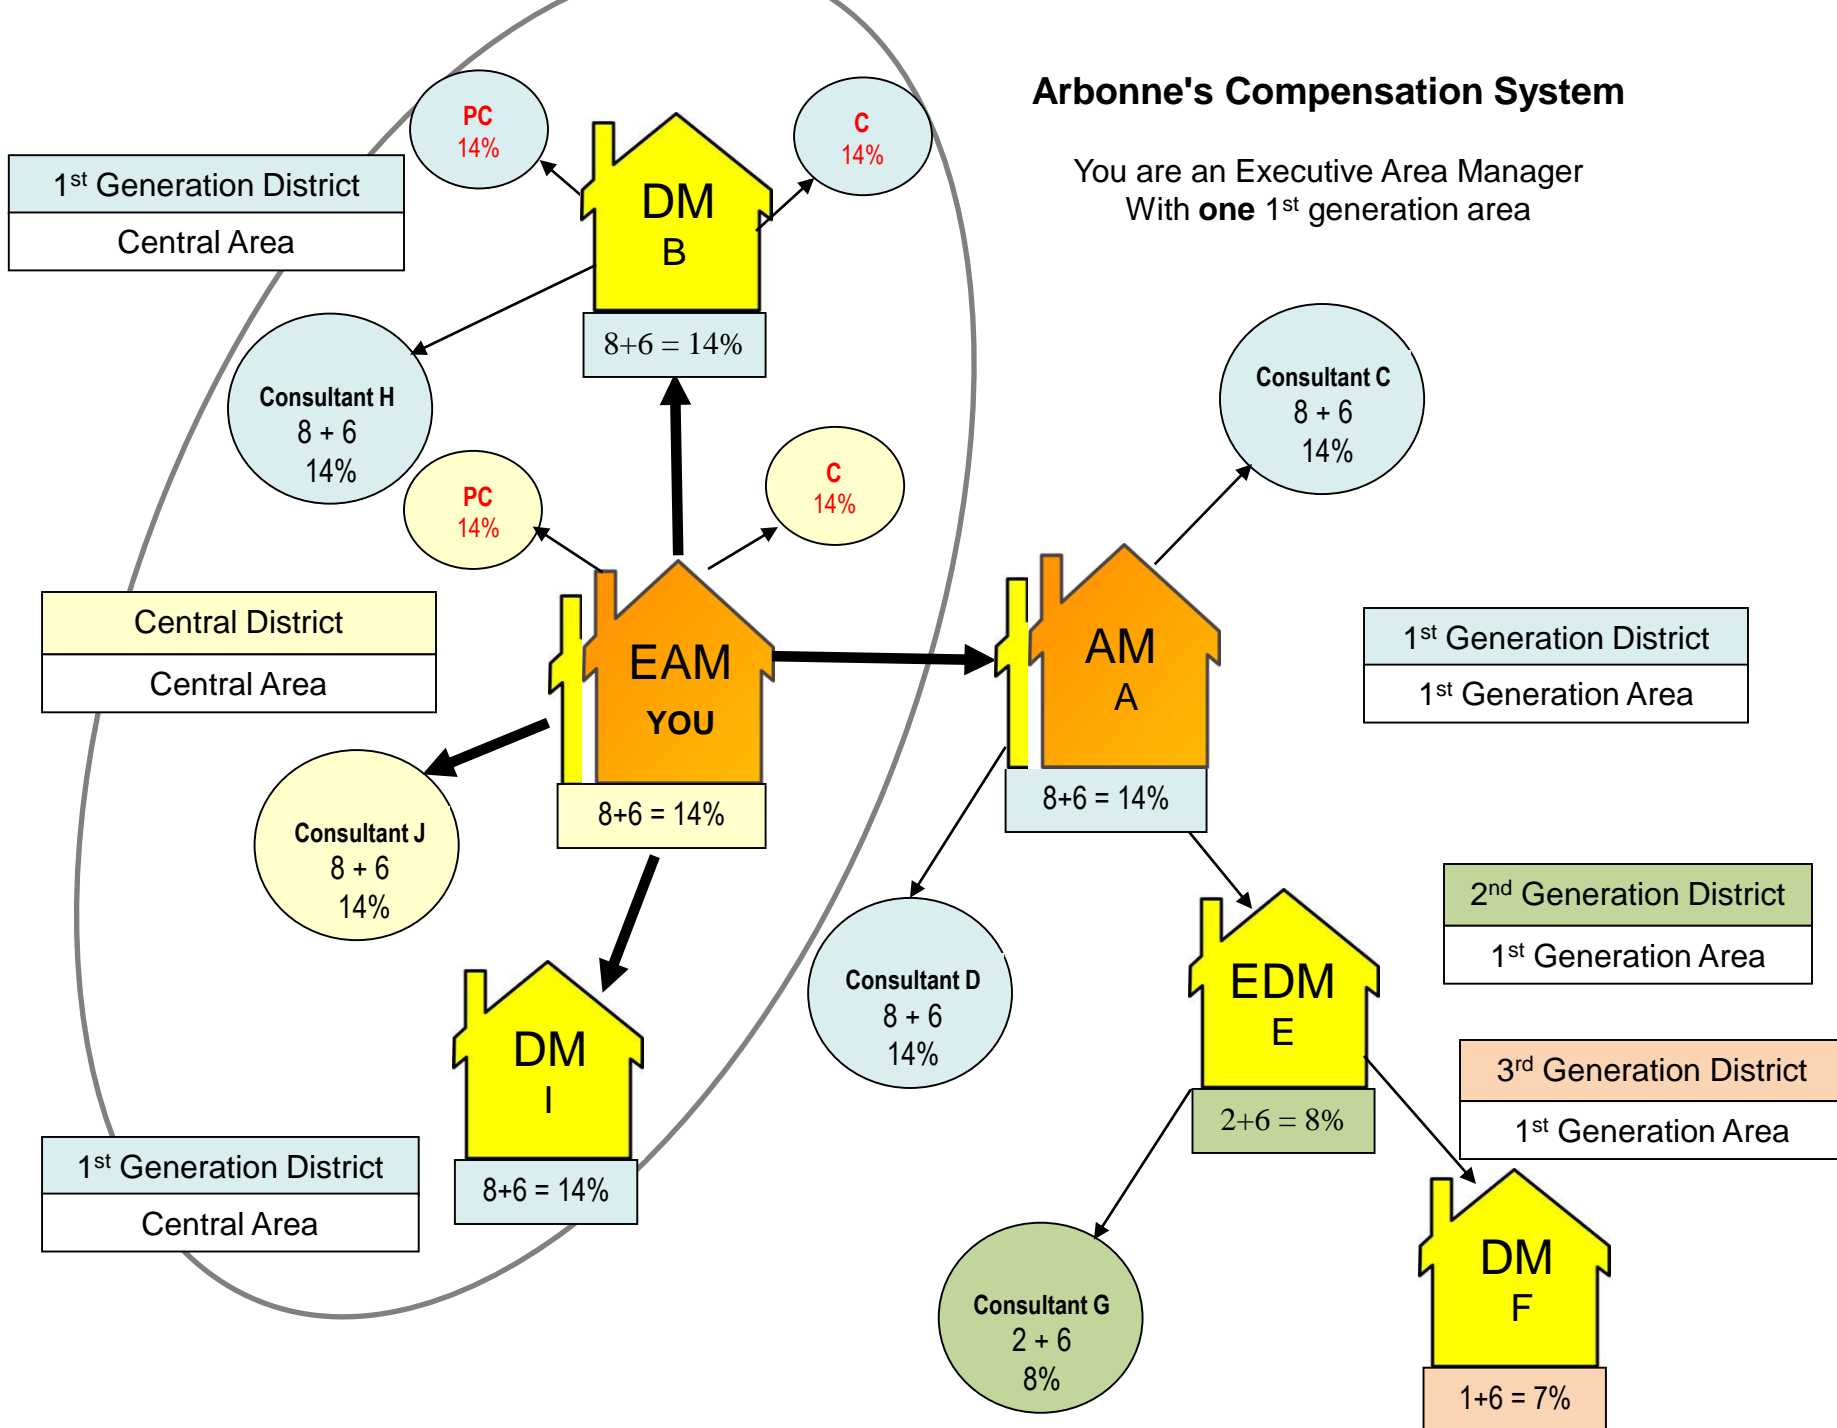 Arbonne's Compensation System
You are an Executive Area Manager
With one 1st generation area
PC
14%
C
14%
1st Generation District
Central Area
DM
B
8+6 = 14%
Consultant H
8 + 6
14%
Consultant C
8 + 6
14%
PC
14%
C
14%
Central District
Central Area
EAM
YOU
8+6 = 14%
AM
A
8+6 = 14%
1st Generation District
1st Generation Area
Consultant J
8 + 6
14%
2nd Generation District
1st Generation Area
Consultant D
8 + 6
14%
EDM
E
2+6 = 8%
DM
I
8+6 = 14%
3rd Generation District
1st Generation Area
1st Generation District
Central Area
Consultant G
2 + 6
8%
DM
F
1+6 = 7%